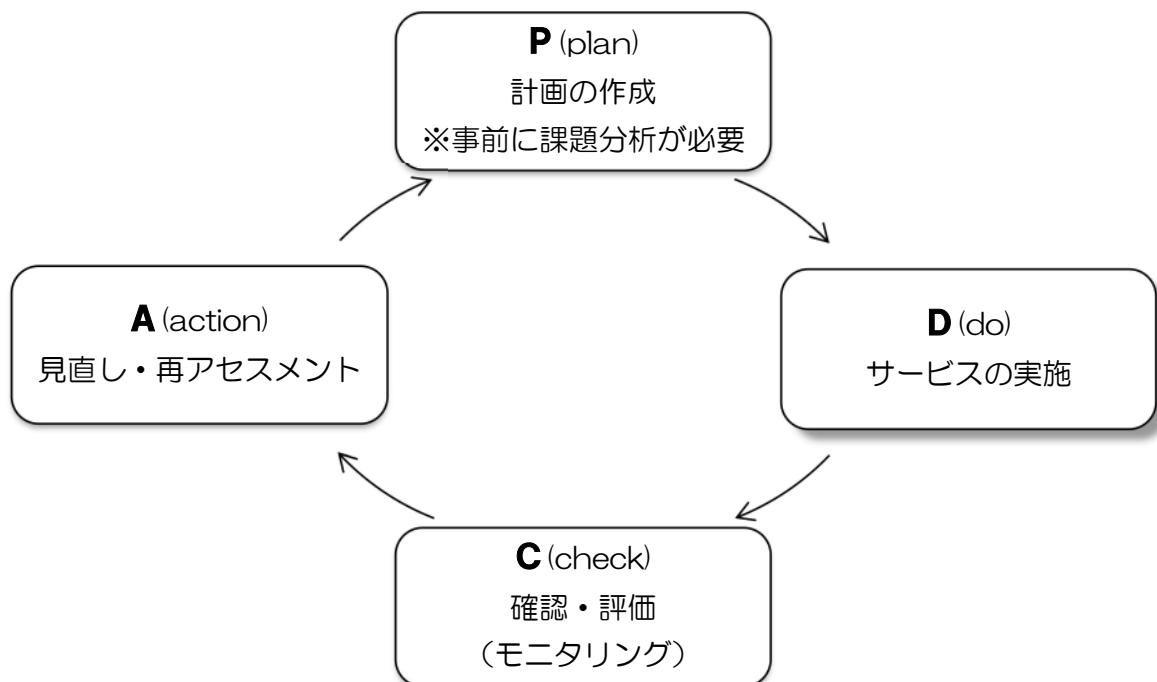 P (plan)
計画の作成
※事前に課題分析が必要
A (action)
見直し・再アセスメント
D (do)
サービスの実施
C (check)
確認・評価
（モニタリング）